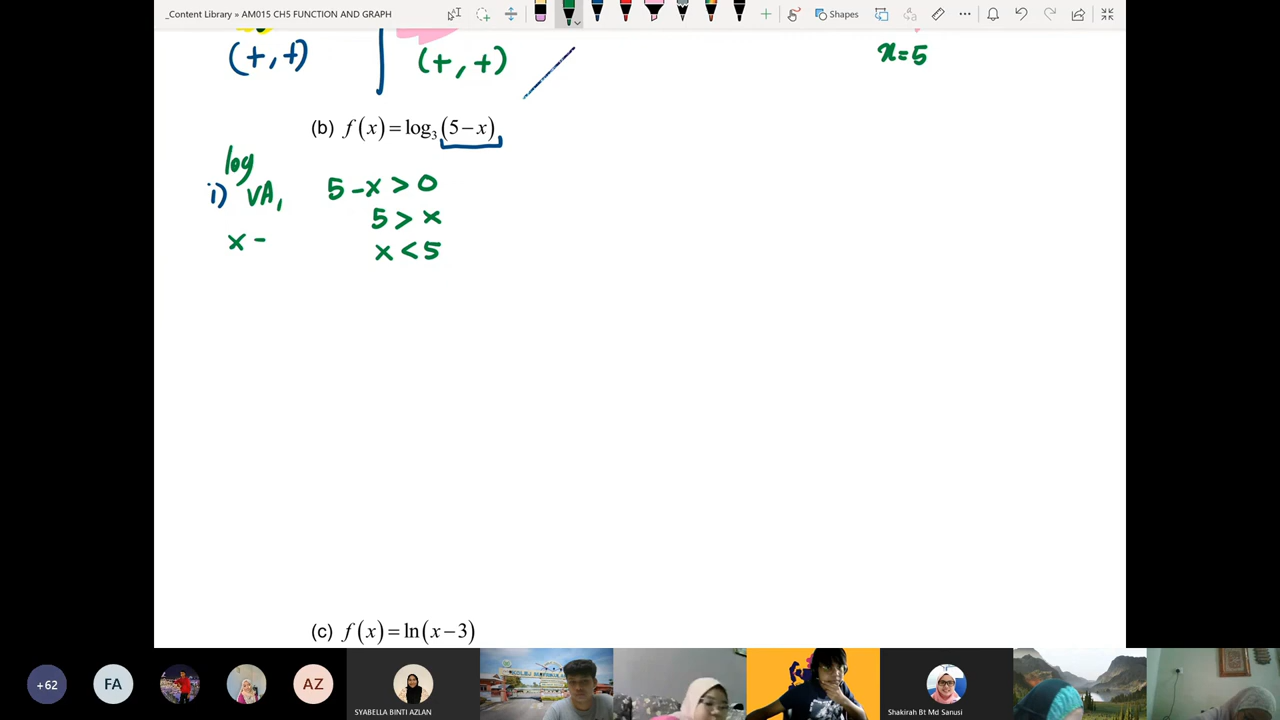 _Content Library » AM015 CH5 FUNCTION AND GRAPH
Shapes
(+,+)
(+,+)
x=5
(b) f(x)=log₃(5−x)
log
i) VA,
x -
5-x > 0
5 > x
x < 5
(c) f(x)=ln(x−3)
+62
FA
AZ
SYABELLA BINTI AZLAN
Shakirah Bt Md Sanusi